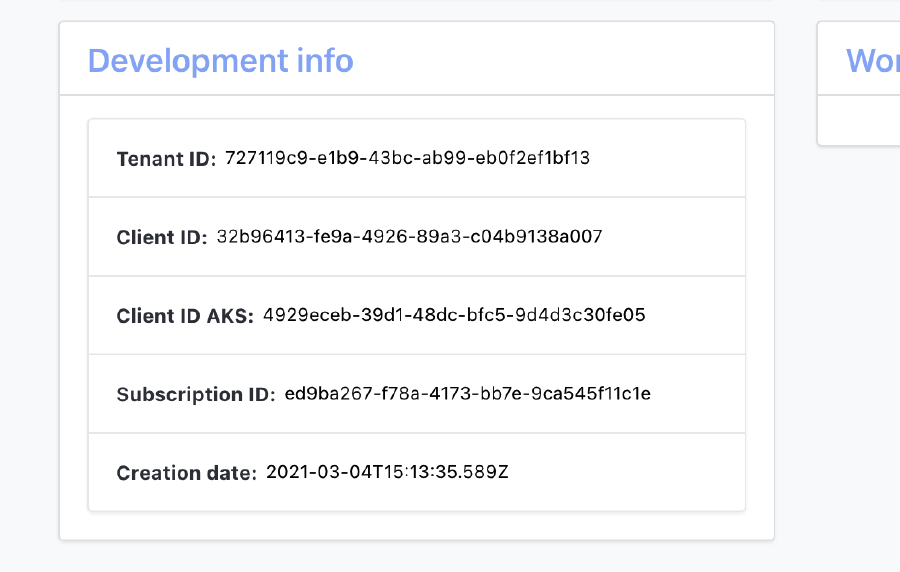 Development info
Wor
Tenant ID: 727119c9-e1b9-43bc-ab99-eb0f2ef1bf13
Client ID: 32b96413-fe9a-4926-89a3-c04b9138a007
Client ID AKS: 4929eceb-39d1-48dc-bfc5-9d4d3c30fe05
Subscription ID: ed9ba267-f78a-4173-bb7e-9ca545f11c1e
Creation date: 2021-03-04T15:13:35.589Z